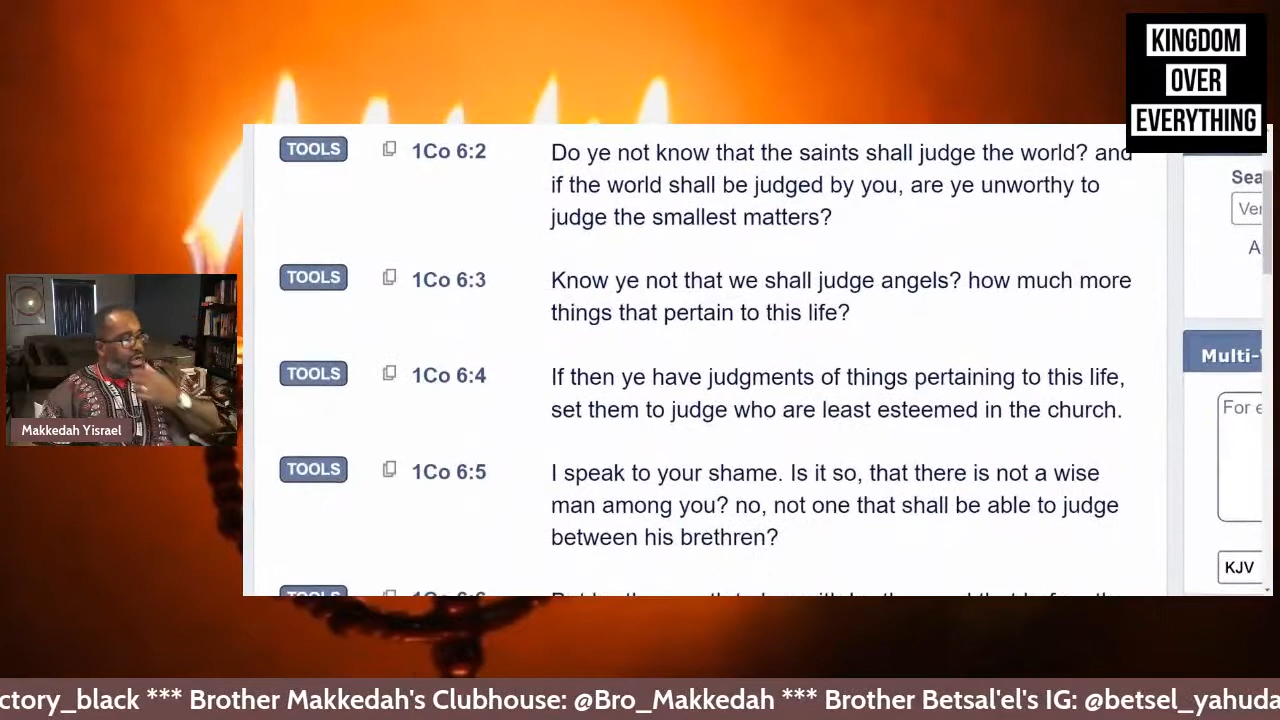 KINGDOM
OVER
EVERYTHING
TOOLS
1Co 6:2
Do ye not know that the saints shall judge the world? and
if the world shall be judged by you, are ye unworthy to
judge the smallest matters?
TOOLS
1Co 6:3
Know ye not that we shall judge angels? how much more
things that pertain to this life?
TOOLS
1Co 6:4
If then ye have judgments of things pertaining to this life,
set them to judge who are least esteemed in the church.
TOOLS
1Co 6:5
I speak to your shame. Is it so, that there is not a wise
man among you? no, not one that shall be able to judge
between his brethren?
Sea
Ver
A
Multi-
For e
KJV
Makkedah Yisrael
ctory_black *** Brother Makkedah's Clubhouse: @Bro_Makkedah *** Brother Betsal'el's IG: @betsel_yahuda